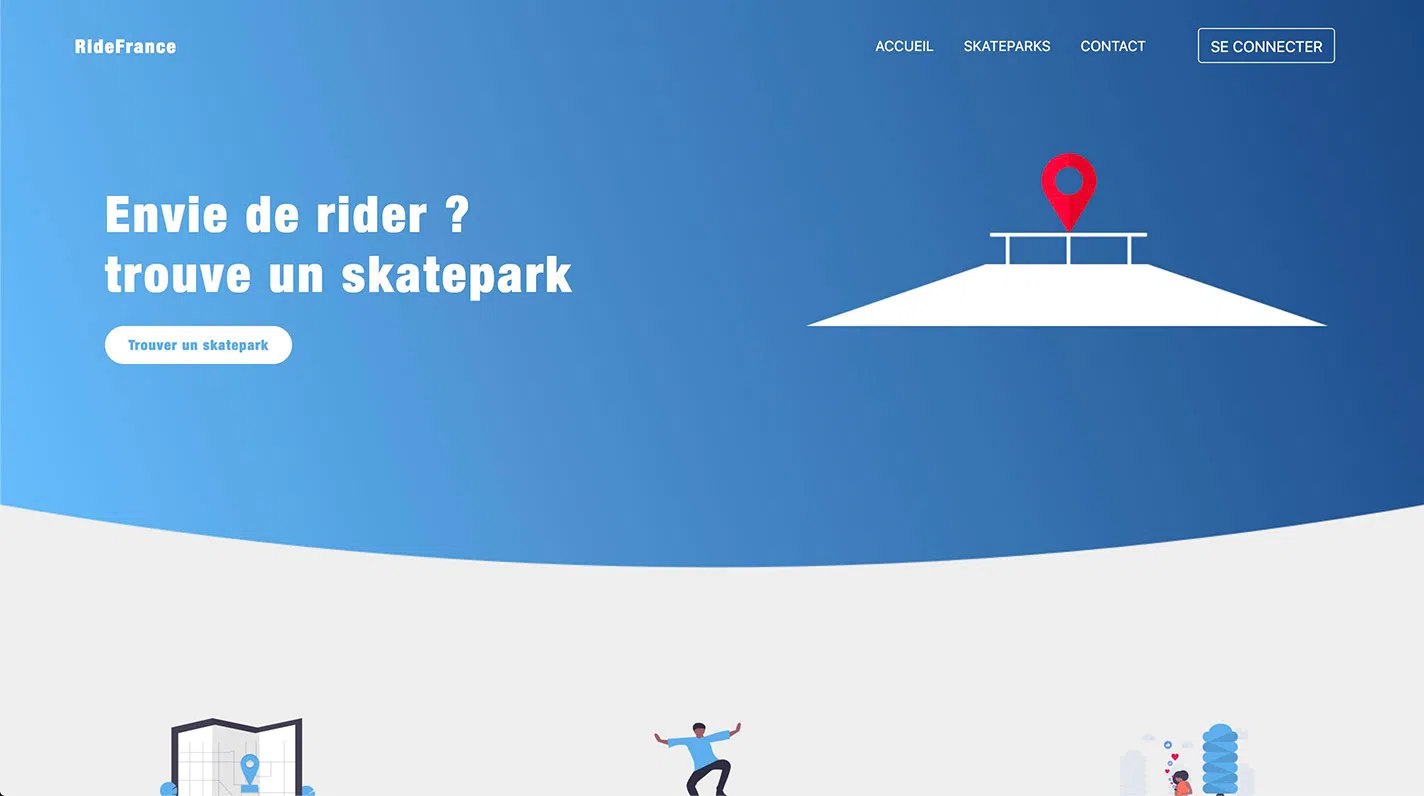 RideFrance
ACCUEIL
SKATEPARKS
CONTACT
SE CONNECTER
Envie de rider ?
trouve un skatepark
Trouver un skatepark